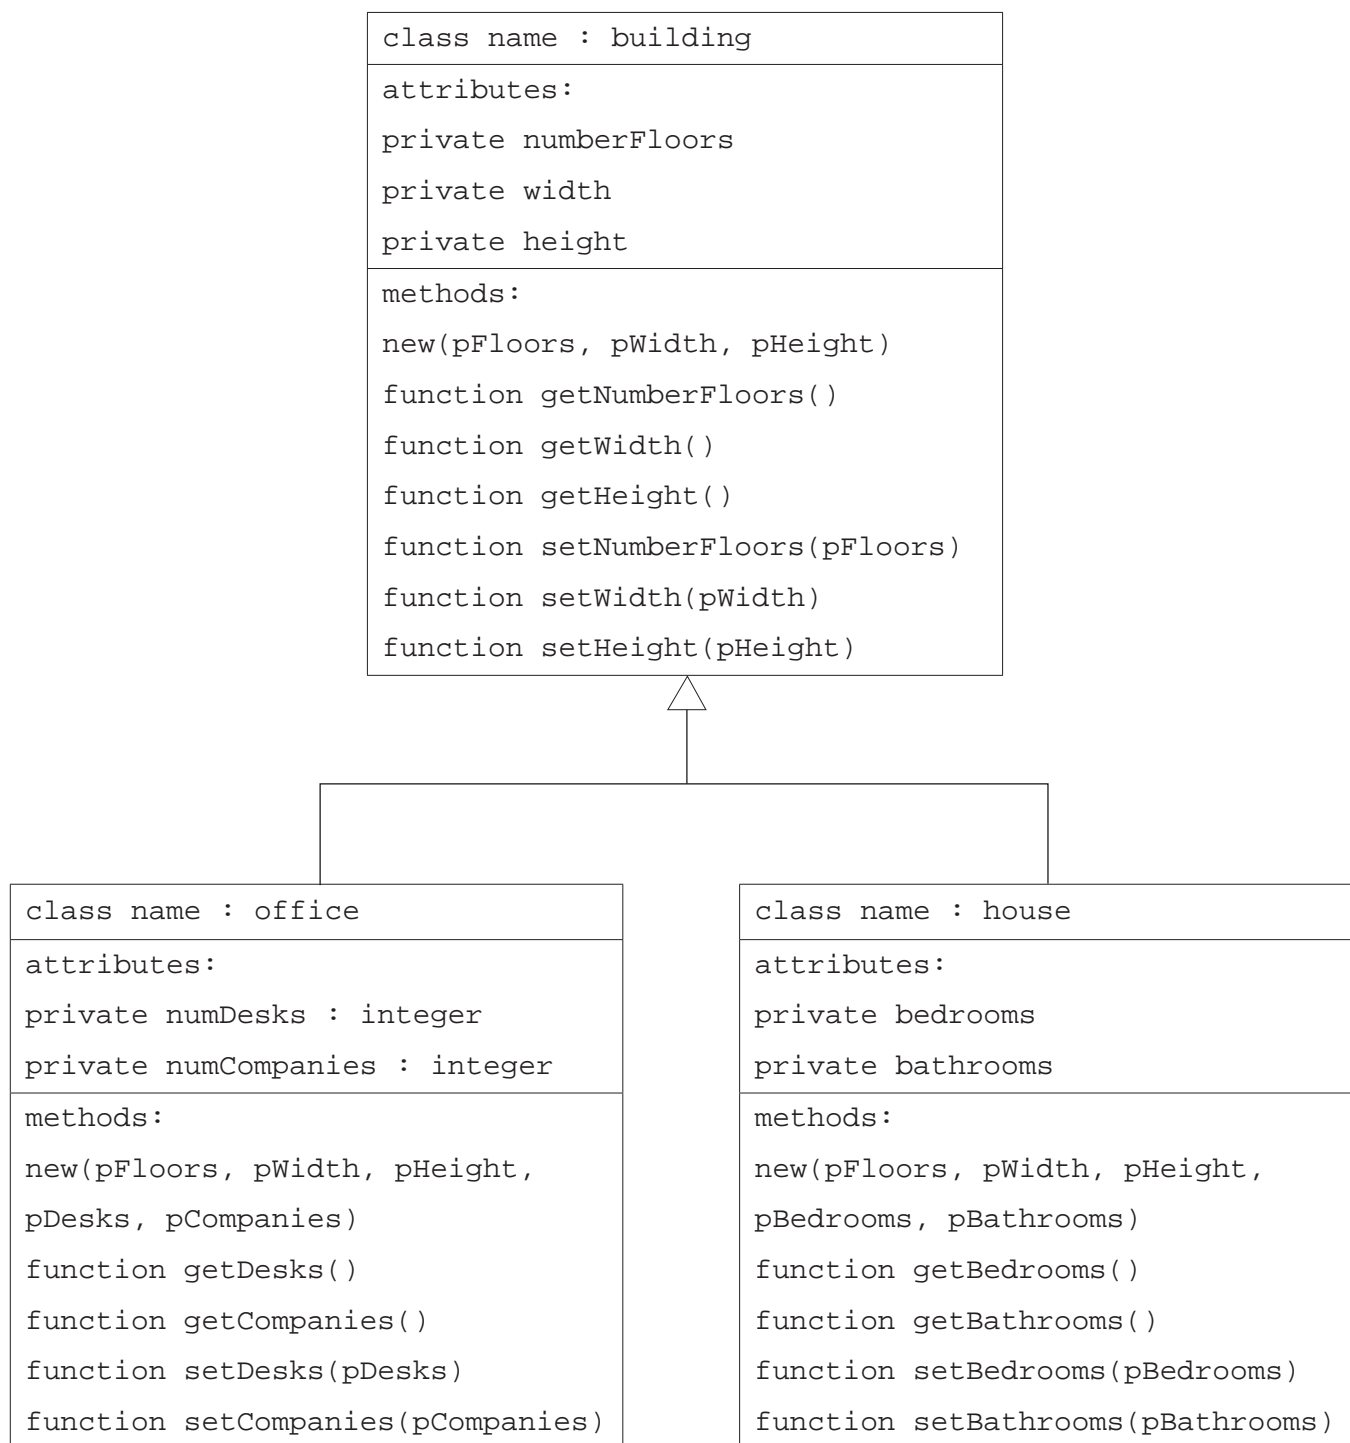 class name : building
attributes:
private numberFloors
private width
private height
methods:
new(pFloors, pWidth, pHeight)
function getNumberFloors()
function getWidth()
function getHeight()
function setNumberFloors(pFloors)
function setWidth(pWidth)
function setHeight(pHeight)
class name : office
attributes:
private numDesks : integer
private numCompanies : integer
methods:
new(pFloors, pWidth, pHeight,
pDesks, pCompanies)
function getDesks()
function getCompanies()
function setDesks(pDesks)
function setCompanies(pCompanies)
class name : house
attributes:
private bedrooms
private bathrooms
methods:
new(pFloors, pWidth, pHeight,
pBedrooms, pBathrooms)
function getBedrooms()
function getBathrooms()
function setBedrooms(pBedrooms)
function setBathrooms(pBathrooms)